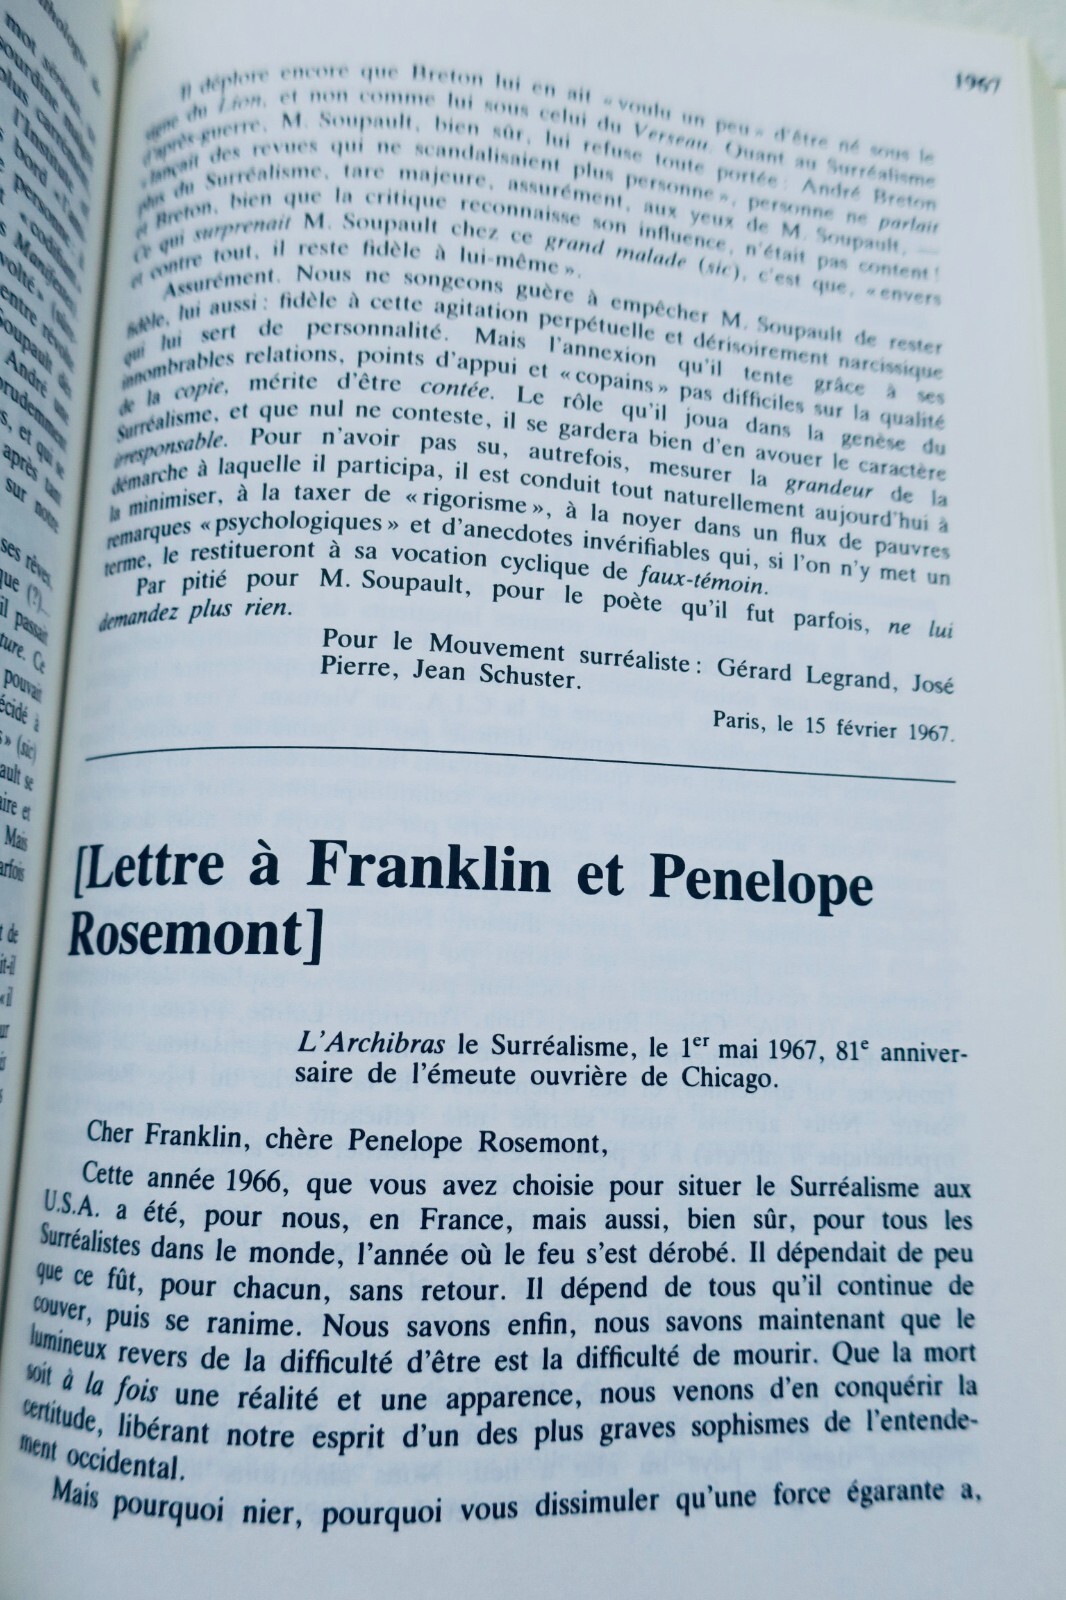 1967
Il déplore encore que Breton lui en ait « voulu un peu » d'être né sous le
signe du Lion, et non comme lui sous celui du Verseau. Quant au Surréalisme
d'après-guerre, M. Soupault, bien sûr, lui refuse toute portée : André Breton
« lançait des revues qui ne scandalisaient plus personne », personne ne parlait
plus du Surréalisme, tare majeure, assurément, aux yeux de M. Soupault, —
et Breton, bien que la critique reconnaisse son influence, n'était pas content !
Ce qui surprenait M. Soupault chez ce grand malade (sic), c'est que, « envers
et contre tout, il reste fidèle à lui-même ».
Assurément. Nous ne songeons guère à empêcher M. Soupault de rester
fidèle, lui aussi : fidèle à cette agitation perpétuelle et dérisoirement narcissique
qui lui sert de personnalité. Mais l'annexion qu'il tente grâce à ses
innombrables relations, points d'appui et « copains » pas difficiles sur la qualité
de la copie, mérite d'être contée. Le rôle qu'il joua dans la genèse du
Surréalisme, et que nul ne conteste, il se gardera bien d'en avouer le caractère
irresponsable. Pour n'avoir pas su, autrefois, mesurer la grandeur de la
démarche à laquelle il participa, il est conduit tout naturellement aujourd'hui à
la minimiser, à la taxer de « rigorisme », à la noyer dans un flux de pauvres
remarques « psychologiques » et d'anecdotes invérifiables qui, si l'on n'y met un
terme, le restitueront à sa vocation cyclique de faux-témoin.
Par pitié pour M. Soupault, pour le poète qu'il fut parfois, ne lui
demandez plus rien.
Pour le Mouvement surréaliste : Gérard Legrand, José
Pierre, Jean Schuster.
Paris, le 15 février 1967.
[Lettre à Franklin et Penelope
Rosemont]
L'Archibras le Surréalisme, le 1er mai 1967, 81e anniver-
saire de l'émeute ouvrière de Chicago.
Cher Franklin, chère Penelope Rosemont,
Cette année 1966, que vous avez choisie pour situer le Surréalisme aux
U.S.A. a été, pour nous, en France, mais aussi, bien sûr, pour tous les
Surréalistes dans le monde, l'année où le feu s'est dérobé. Il dépendait de peu
que ce fût, pour chacun, sans retour. Il dépend de tous qu'il continue de
couver, puis se ranime. Nous savons enfin, nous savons maintenant que le
lumineux revers de la difficulté d'être est la difficulté de mourir. Que la mort
soit à la fois une réalité et une apparence, nous venons d'en conquérir la
certitude, libérant notre esprit d'un des plus graves sophismes de l'entende-
ment occidental.
Mais pourquoi nier, pourquoi vous dissimuler qu'une force égarante a,